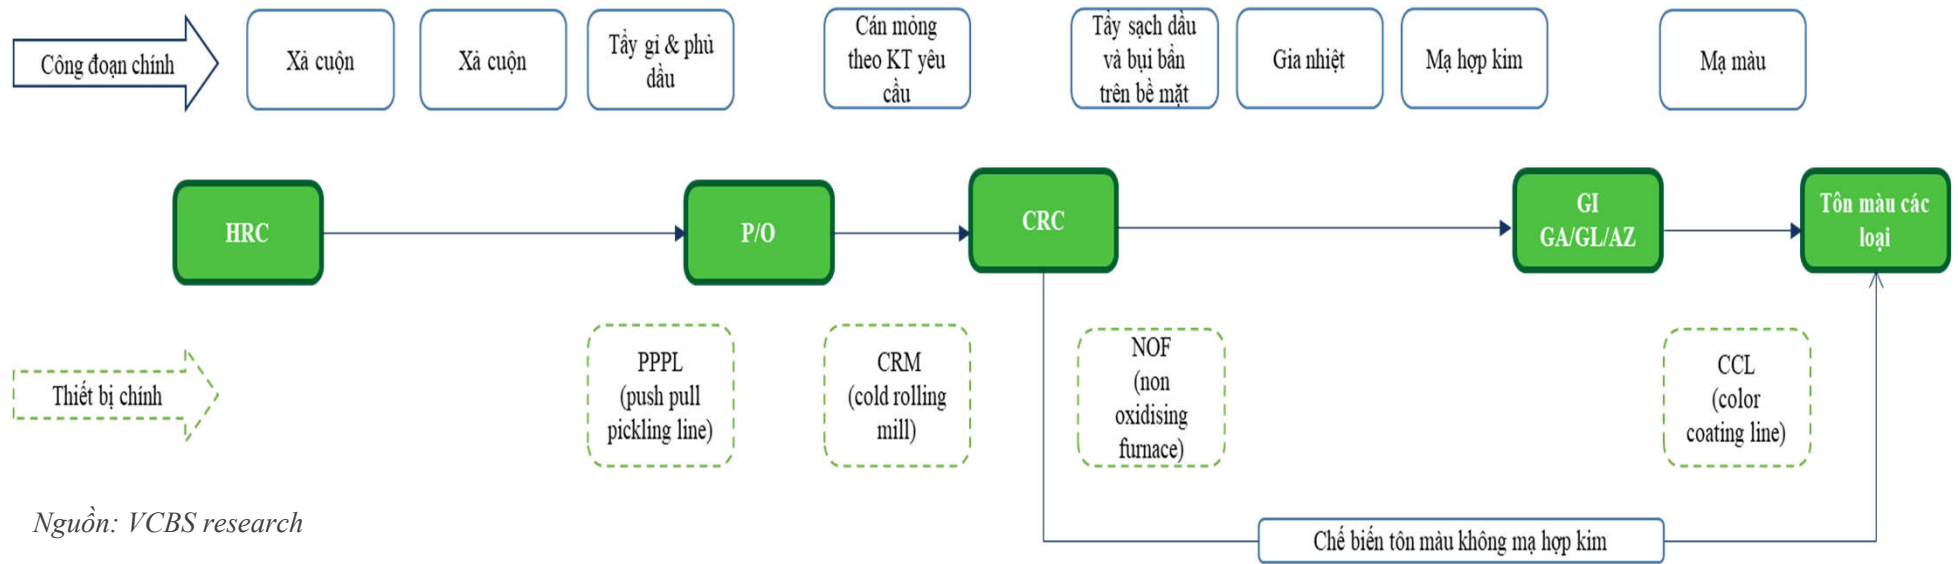 Công đoạn chính
Xả cuộn
Xả cuộn
Tẩy gỉ & phủ
dầu
Cán mỏng
theo KT yêu
cầu
Tẩy sạch dầu
và bụi bẩn
trên bề mặt
Gia nhiệt
Mạ hợp kim
Mạ màu
HRC
P/O
CRC
GI
GA/GL/AZ
Tôn màu các
loại
Thiết bị chính
PPPL
(push pull
pickling line)
CRM
(cold rolling
mill)
NOF
(non
oxidising
furnace)
CCL
(color
coating line)
Chế biến tôn màu không mạ hợp kim
Nguồn: VCBS research